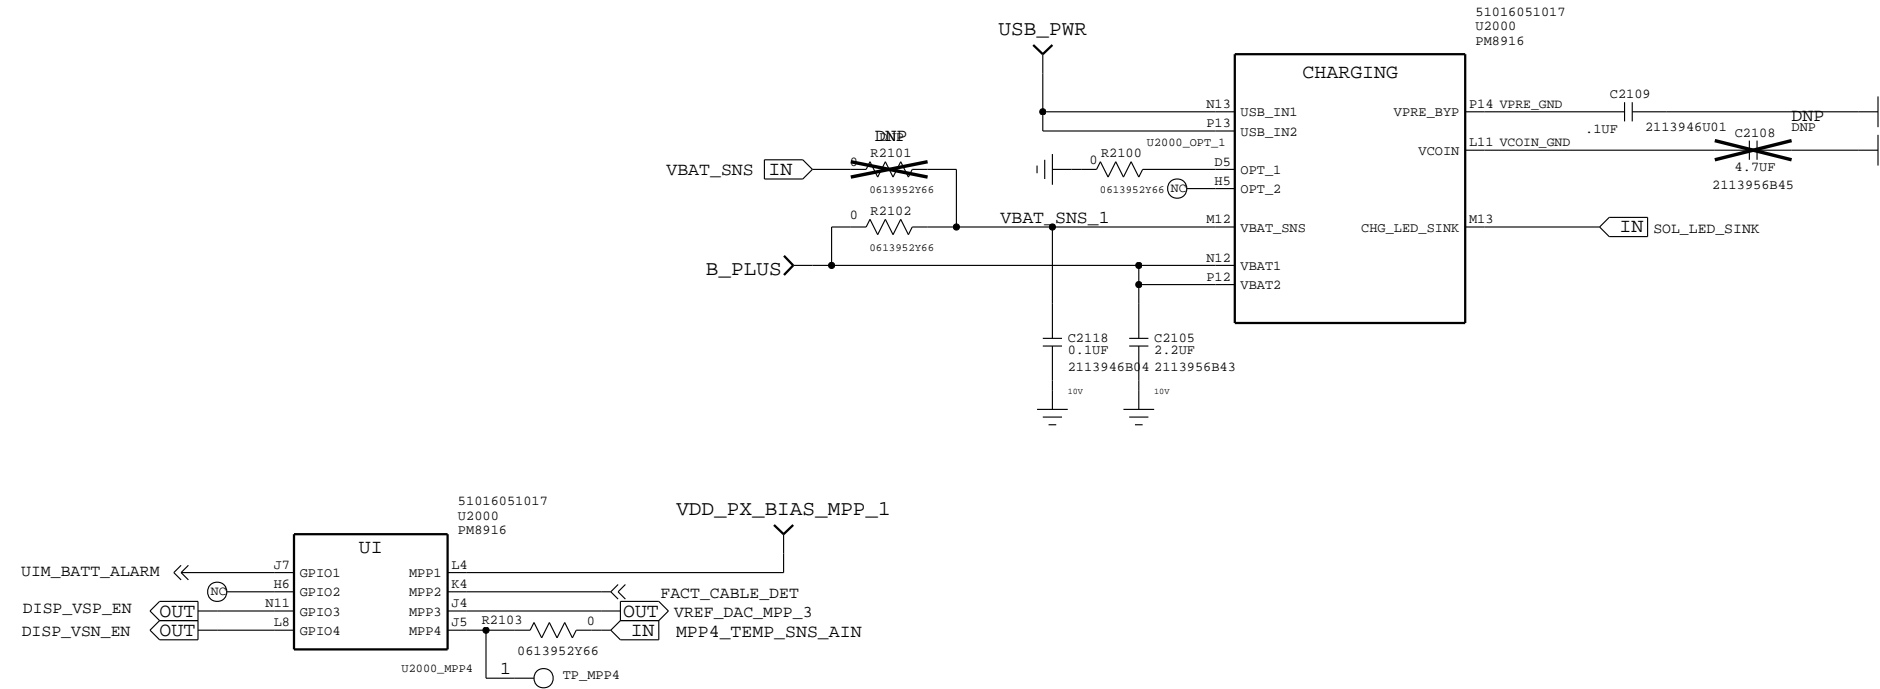 51016051017
U2000
PM8916
USB_PWR
CHARGING
N13
USB_IN1
P13
USB_IN2
U2000_OPT_1
D5
OPT_1
H5
OPT_2
M12
VBAT_SNS
N12
VBAT1
P12
VBAT2
VPRE_BYP
P14
VPRE_GND
C2109
.1UF
2113946U01
VCOIN
L11
VCOIN_GND
DNP
DNP
C2108
4.7UF
2113956B45
CHG_LED_SINK
M13
IN
SOL_LED_SINK
DNP
0
R2101
0613952Y66
VBAT_SNS
IN
0
R2100
0613952Y66
NC
0
R2102
0613952Y66
VBAT_SNS_1
B_PLUS
C2118
0.1UF
2113946B04
10V
C2105
2.2UF
2113956B43
10V
51016051017
U2000
PM8916
VDD_PX_BIAS_MPP_1
UI
UIM_BATT_ALARM
J7
GPIO1
MPP1
L4
NC
H6
GPIO2
MPP2
K4
FACT_CABLE_DET
DISP_VSP_EN
OUT
N11
GPIO3
MPP3
J4
OUT
VREF_DAC_MPP_3
DISP_VSN_EN
OUT
L8
GPIO4
MPP4
J5
R2103
0
IN
MPP4_TEMP_SNS_AIN
0613952Y66
U2000_MPP4
1
TP_MPP4